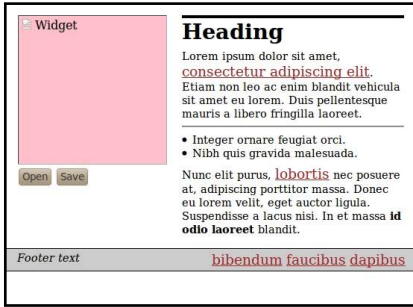 Widget
Open Save
Heading
Lorem ipsum dolor sit amet,
consectetur adipiscing elit.
Etiam non leo ac enim blandit vehicula
sit amet eu lorem. Duis pellentesque
mauris a libero fringilla laoreet.
• Integer ornare feugiat orci.
• Nibh quis gravida malesuada.
Nunc elit purus, lobortis nec posuere
at, adipiscing porttitor massa. Donec
eu lorem velit, eget auctor ligula.
Suspendisse a lacus nisi. In et massa id
odio laoreet blandit.
Footer text
bibendum faucibus dapibus